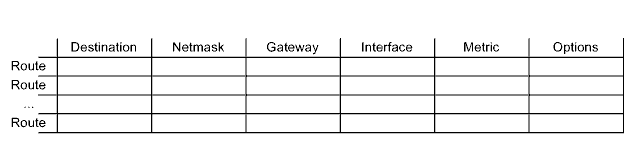 Destination Netmask Gateway Interface Metric Options
Route
Route
...
Route